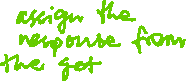 assign the
response from
the get